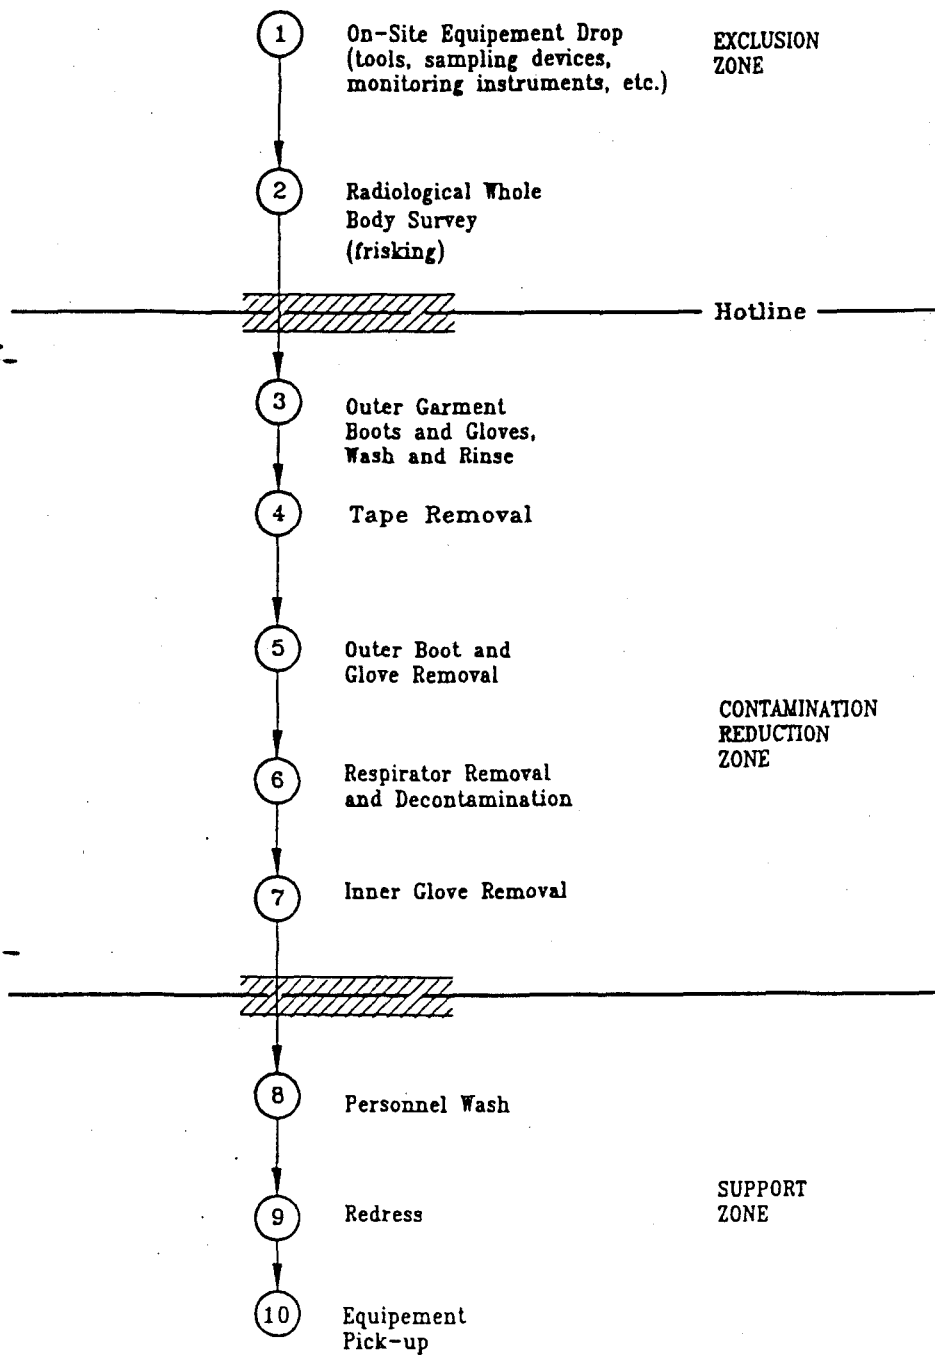 1
On-Site Equipement Drop
(tools, sampling devices,
monitoring instruments, etc.)
EXCLUSION
ZONE
2
Radiological Whole
Body Survey
(frisking)
Hotline
3
Outer Garment
Boots and Gloves,
Wash and Rinse
4
Tape Removal
5
Outer Boot and
Glove Removal
CONTAMINATION
REDUCTION
ZONE
6
Respirator Removal
and Decontamination
7
Inner Glove Removal
8
Personnel Wash
SUPPORT
ZONE
9
Redress
10
Equipement
Pick-up